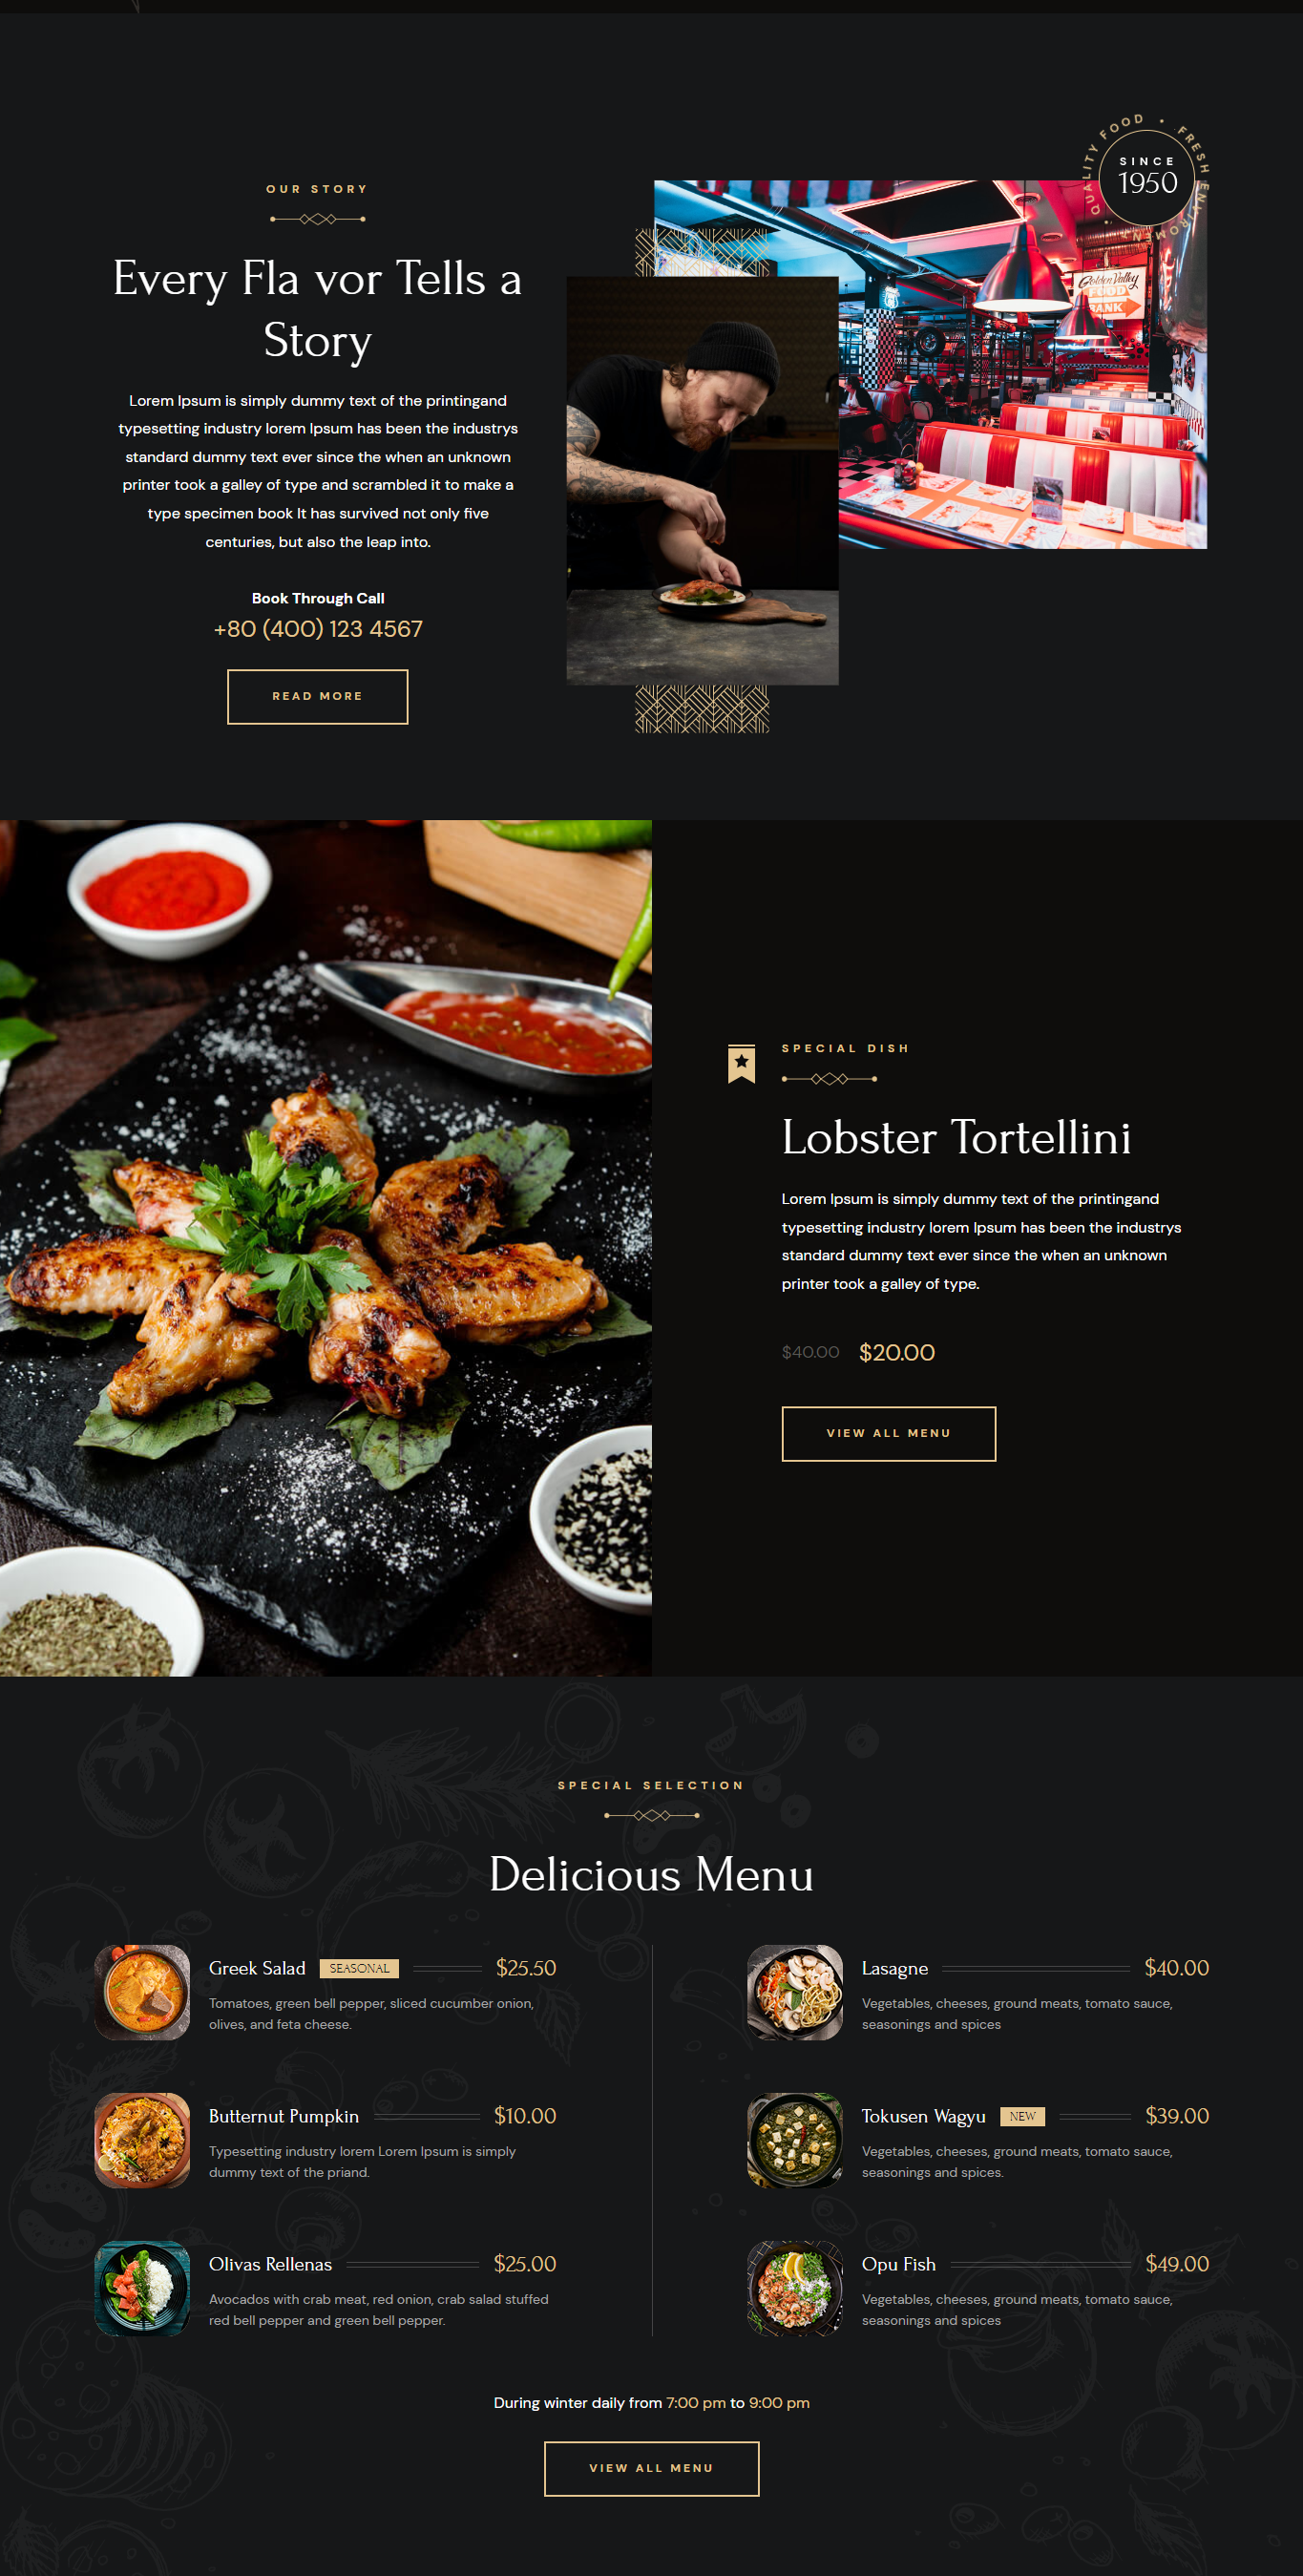 OUR STORY
Every Fla vor Tells a
Story
Lorem Ipsum is simply dummy text of the printingand
typesetting industry lorem Ipsum has been the industrys
standard dummy text ever since the when an unknown
printer took a galley of type and scrambled it to make a
type specimen book It has survived not only five
centuries, but also the leap into.
Book Through Call
+80 (400) 123 4567
READ MORE
QUALITY FOOD • FRESH ENVIROMENT •
SINCE
1950
Golden Valley
FOOD
BANK
SPECIAL DISH
Lobster Tortellini
Lorem Ipsum is simply dummy text of the printingand
typesetting industry lorem Ipsum has been the industrys
standard dummy text ever since the when an unknown
printer took a galley of type.
$40.00 $20.00
VIEW ALL MENU
SPECIAL SELECTION
Delicious Menu
Greek Salad SEASONAL $25.50
Tomatoes, green bell pepper, sliced cucumber onion,
olives, and feta cheese.
Butternut Pumpkin $10.00
Typesetting industry lorem Lorem Ipsum is simply
dummy text of the priand.
Olivas Rellenas $25.00
Avocados with crab meat, red onion, crab salad stuffed
red bell pepper and green bell pepper.
Lasagne $40.00
Vegetables, cheeses, ground meats, tomato sauce,
seasonings and spices
Tokusen Wagyu NEW $39.00
Vegetables, cheeses, ground meats, tomato sauce,
seasonings and spices.
Opu Fish $49.00
Vegetables, cheeses, ground meats, tomato sauce,
seasonings and spices
During winter daily from 7:00 pm to 9:00 pm
VIEW ALL MENU